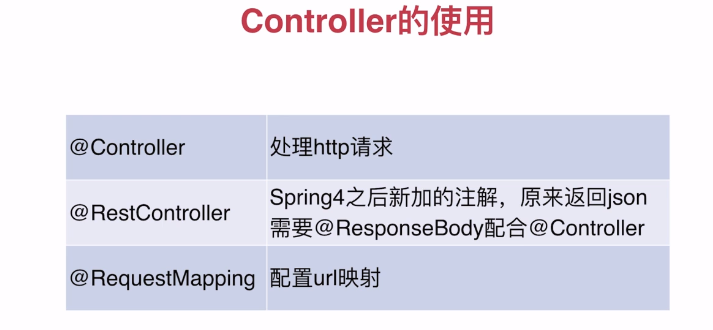 Controller的使用
@Controller 处理http请求
@RestController Spring4之后新加的注解，原来返回json
需要@ResponseBody配合@Controller
@RequestMapping 配置url映射